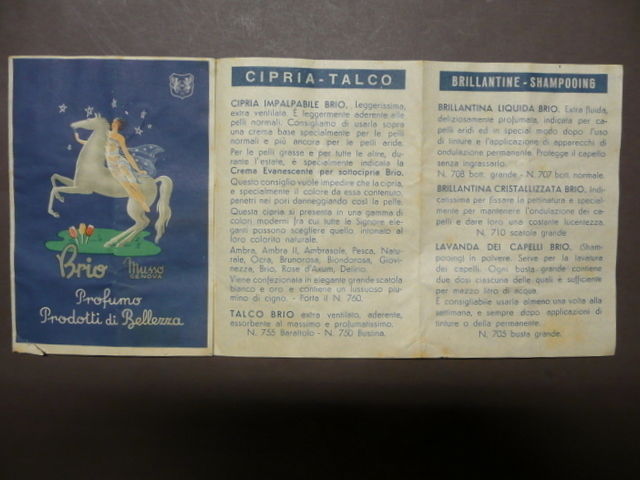 Brio
Musso
GENOVA
Profumo
Prodotti di Bellezza
CIPRIA-TALCO
CIPRIA IMPALPABILE BRIO. Leggerissima,
extra ventilata. È leggermente aderente alle
pelli normali. Consigliamo di usarla sopra
una crema base specialmente per le pelli
normali e più ancora per le pelli aride.
Per le pelli grasse e per tutte le altre, du-
rante l'estate, è specialmente indicata la
Crema Evanescente per sottocipria Brio.
Questo consiglio vuole impedire che la cipria,
e specialmente il colore da essa contenuto,
penetri nei pori danneggiando così la pelle.
Questa cipria si presenta in una gamma di
colori moderni fra cui tutte le Signore ele-
ganti possono scegliere quello intonato al
loro colorito naturale.
Ambra, Ambra II, Ambrasole, Pesca, Natu-
rale, Ocra, Brunorosa, Biondorosa, Giovi-
nezza, Brio, Rose d'Axum, Delirio.
Viene confezionata in elegante grande scatola
bianco e oro e contiene un lussuoso piu-
mino di cigno. - Porta il N. 760.
TALCO BRIO extra ventilato, aderente,
assorbente al massimo e profumatissimo.
N. 755 Barattolo - N. 750 Bustina.
BRILLANTINE-SHAMPOOING
BRILLANTINA LIQUIDA BRIO. Extra fluida,
deliziosamente profumata, indicata per ca-
pelli aridi ed in special modo dopo l'uso
di tinture e l'applicazione di apparecchi di
ondulazione permanente. Protegge il capello
senza ingrassarlo.
N. 708 bott. grande - N. 707 bott. normale.
BRILLANTINA CRISTALLIZZATA BRIO. Indi-
catissima per fissare la pettinatura e special-
mente per mantenere l'ondulazione dei ca-
pelli e dare loro una costante lucentezza.
N. 710 scatola grande
LAVANDA DEI CAPELLI BRIO. (Sham-
pooing) in polvere. Serve per la lavatura
dei capelli. Ogni busta grande contiene
due dosi ciascuna delle quali è sufficiente
per mezzo litro di acqua.
È consigliabile usarla almeno una volta alla
settimana, e sempre dopo applicazioni di
tinture o della permanente.
N. 705 busta grande.